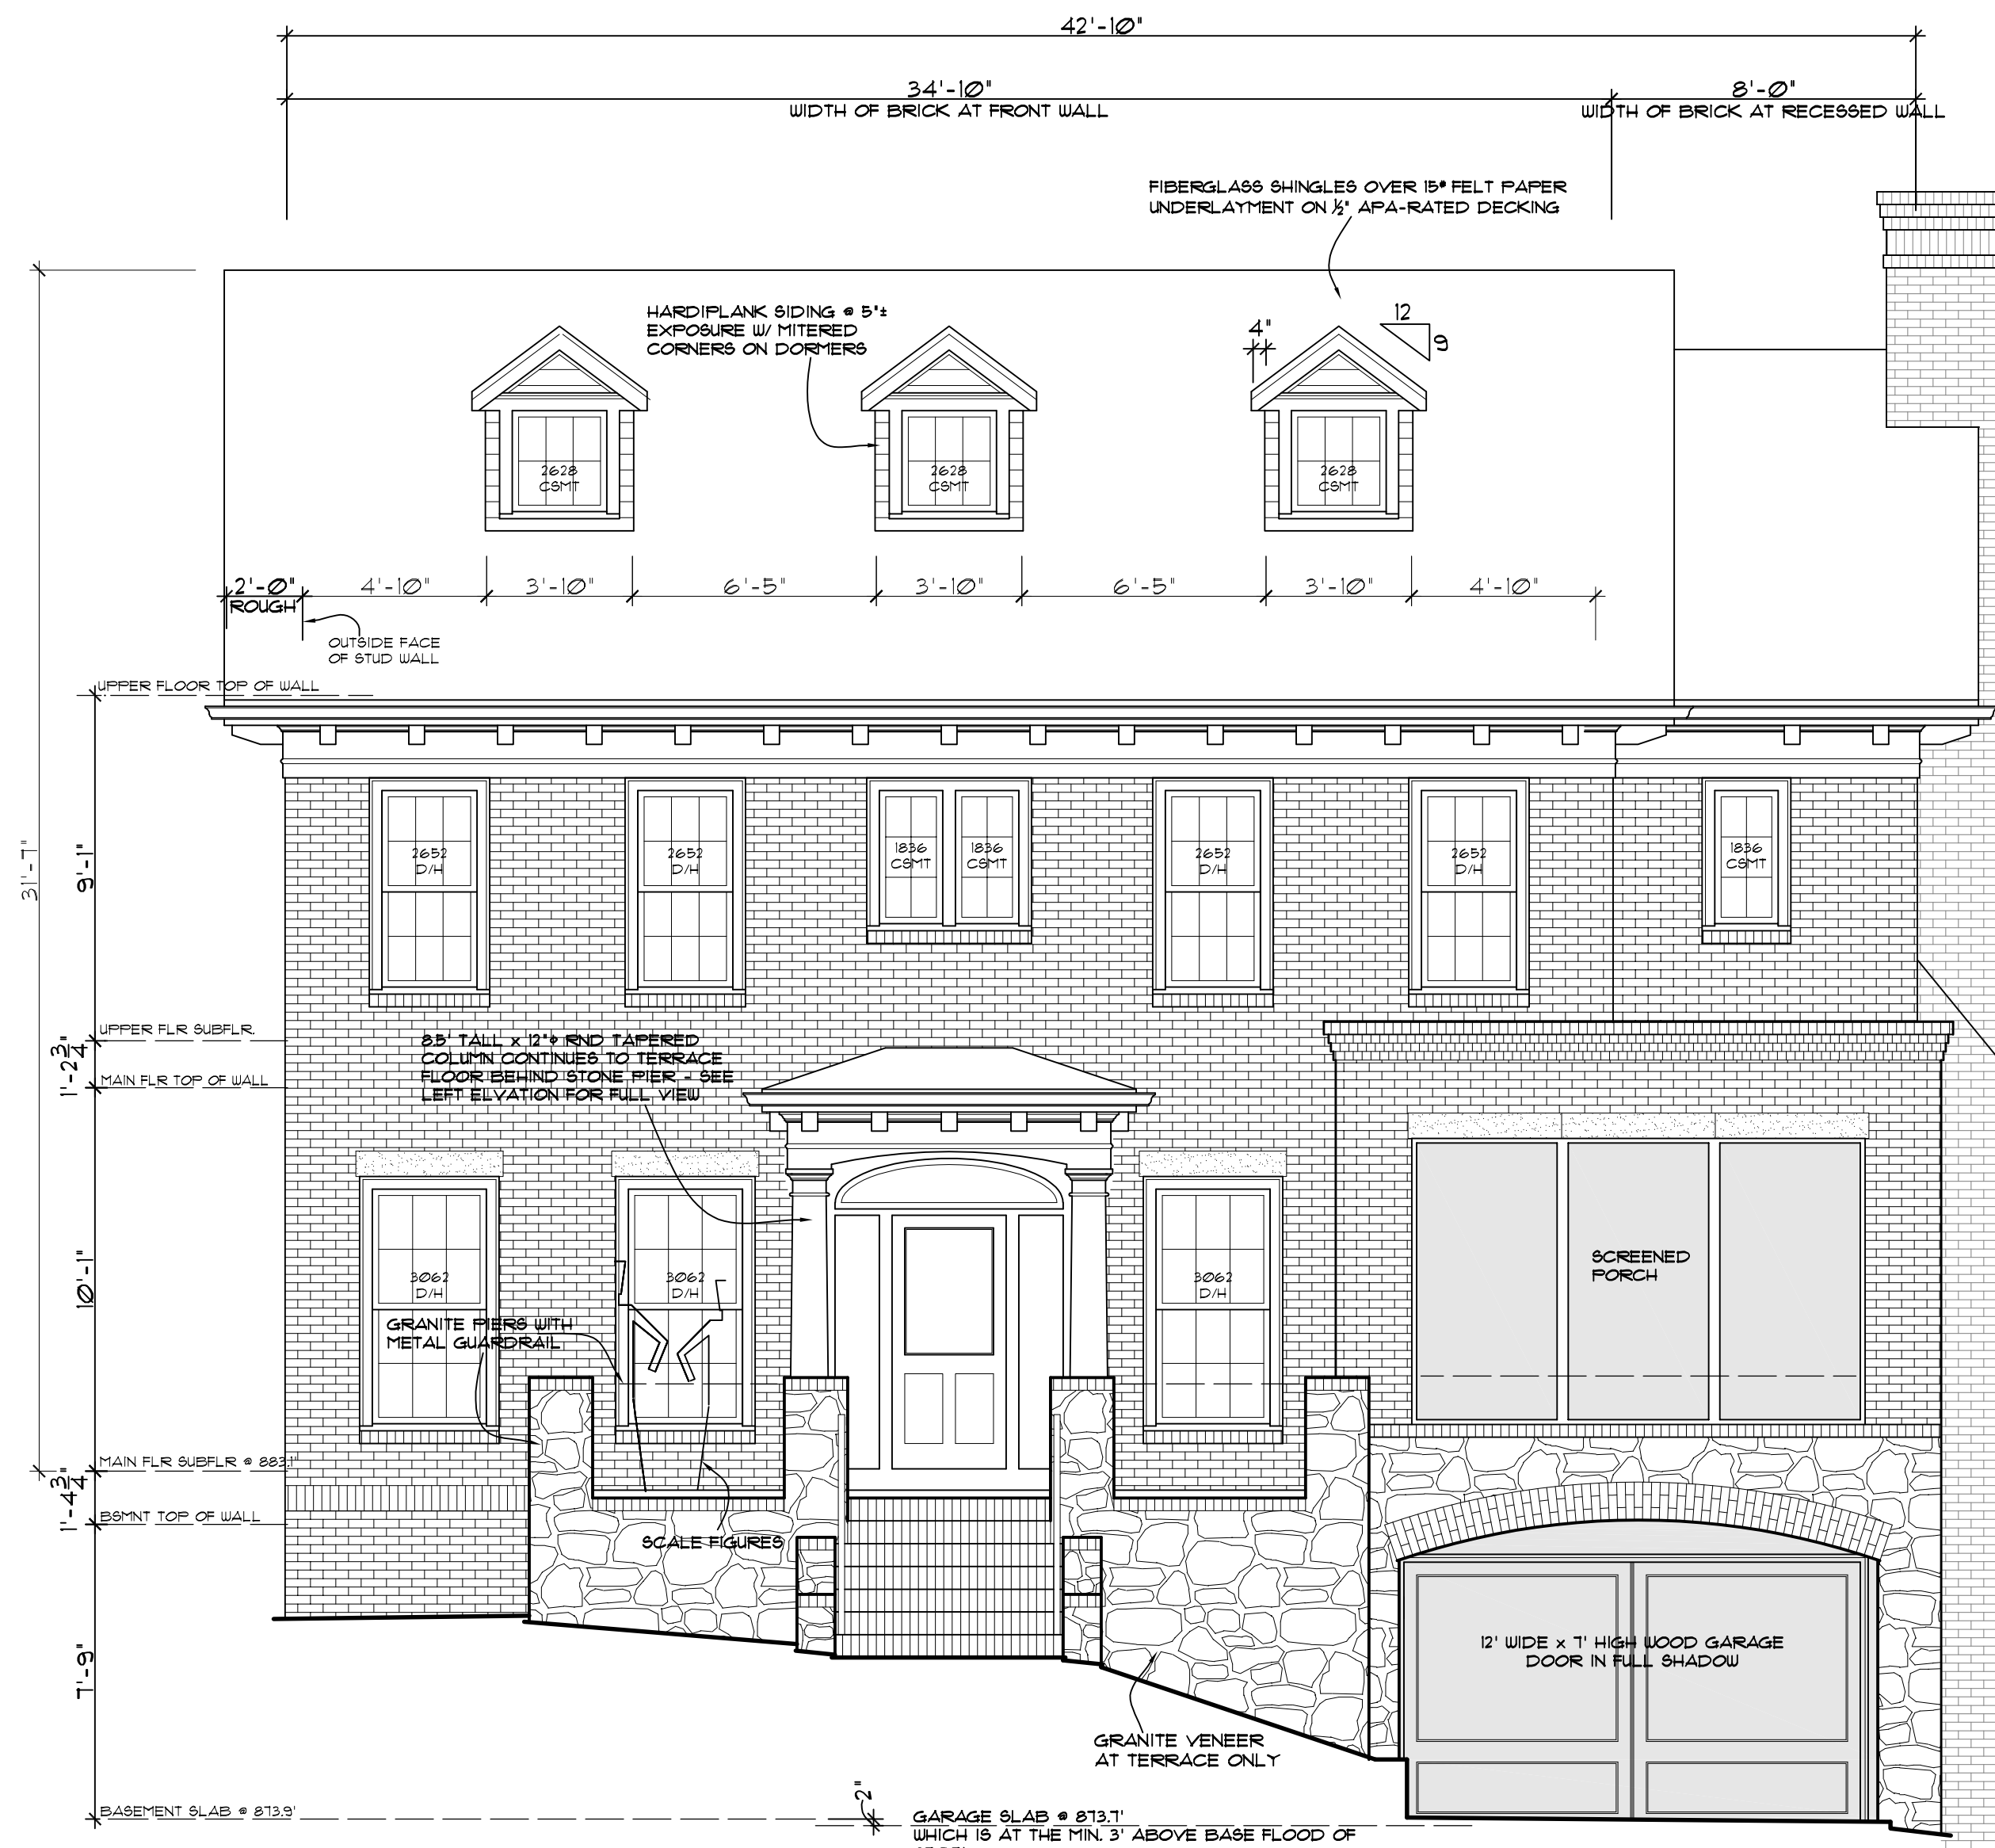 42'-10"
34'-10"
WIDTH OF BRICK AT FRONT WALL
8'-0"
WIDTH OF BRICK AT RECESSED WALL
FIBERGLASS SHINGLES OVER 15# FELT PAPER
UNDERLAYMENT ON ½" APA-RATED DECKING
HARDIPLANK SIDING @ 5"±
EXPOSURE W/ MITERED
CORNERS ON DORMERS
4"
12
9
2628
CSMT
2628
CSMT
2628
CSMT
2'-0"
ROUGH
4'-10"
3'-10"
6'-5"
3'-10"
6'-5"
3'-10"
4'-10"
OUTSIDE FACE
OF STUD WALL
UPPER FLOOR TOP OF WALL
31'-7"
9'-1"
2652
D/H
2652
D/H
1836
CSMT
1836
CSMT
2652
D/H
2652
D/H
1836
CSMT
UPPER FLR SUBFLR.
1'-2 3/4"
MAIN FLR TOP OF WALL
8.5' TALL x 12"φ RND TAPERED
COLUMN CONTINUES TO TERRACE
FLOOR BEHIND STONE PIER - SEE
LEFT ELVATION FOR FULL VIEW
10'-1"
3062
D/H
3062
D/H
3062
D/H
SCREENED
PORCH
GRANITE PIERS WITH
METAL GUARDRAIL
MAIN FLR SUBFLR @ 883.1'
1'-4 3/4"
BSMNT TOP OF WALL
SCALE FIGURES
7'-9"
12' WIDE x 7' HIGH WOOD GARAGE
DOOR IN FULL SHADOW
GRANITE VENEER
AT TERRACE ONLY
BASEMENT SLAB @ 873.9'
2"
GARAGE SLAB @ 873.7'
WHICH IS AT THE MIN. 3' ABOVE BASE FLOOD OF